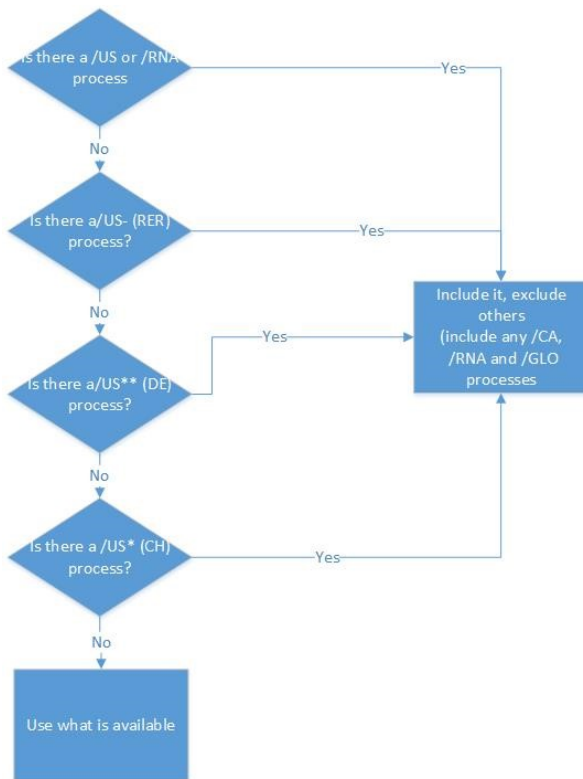 Is there a /US or /RNA
process
Yes
No
Is there a/US- (RER)
process?
Yes
No
Include it, exclude
others
(include any /CA,
/RNA and /GLO
processes
Yes
Is there a/US** (DE)
process?
No
Is there a /US* (CH)
process?
Yes
No
Use what is available